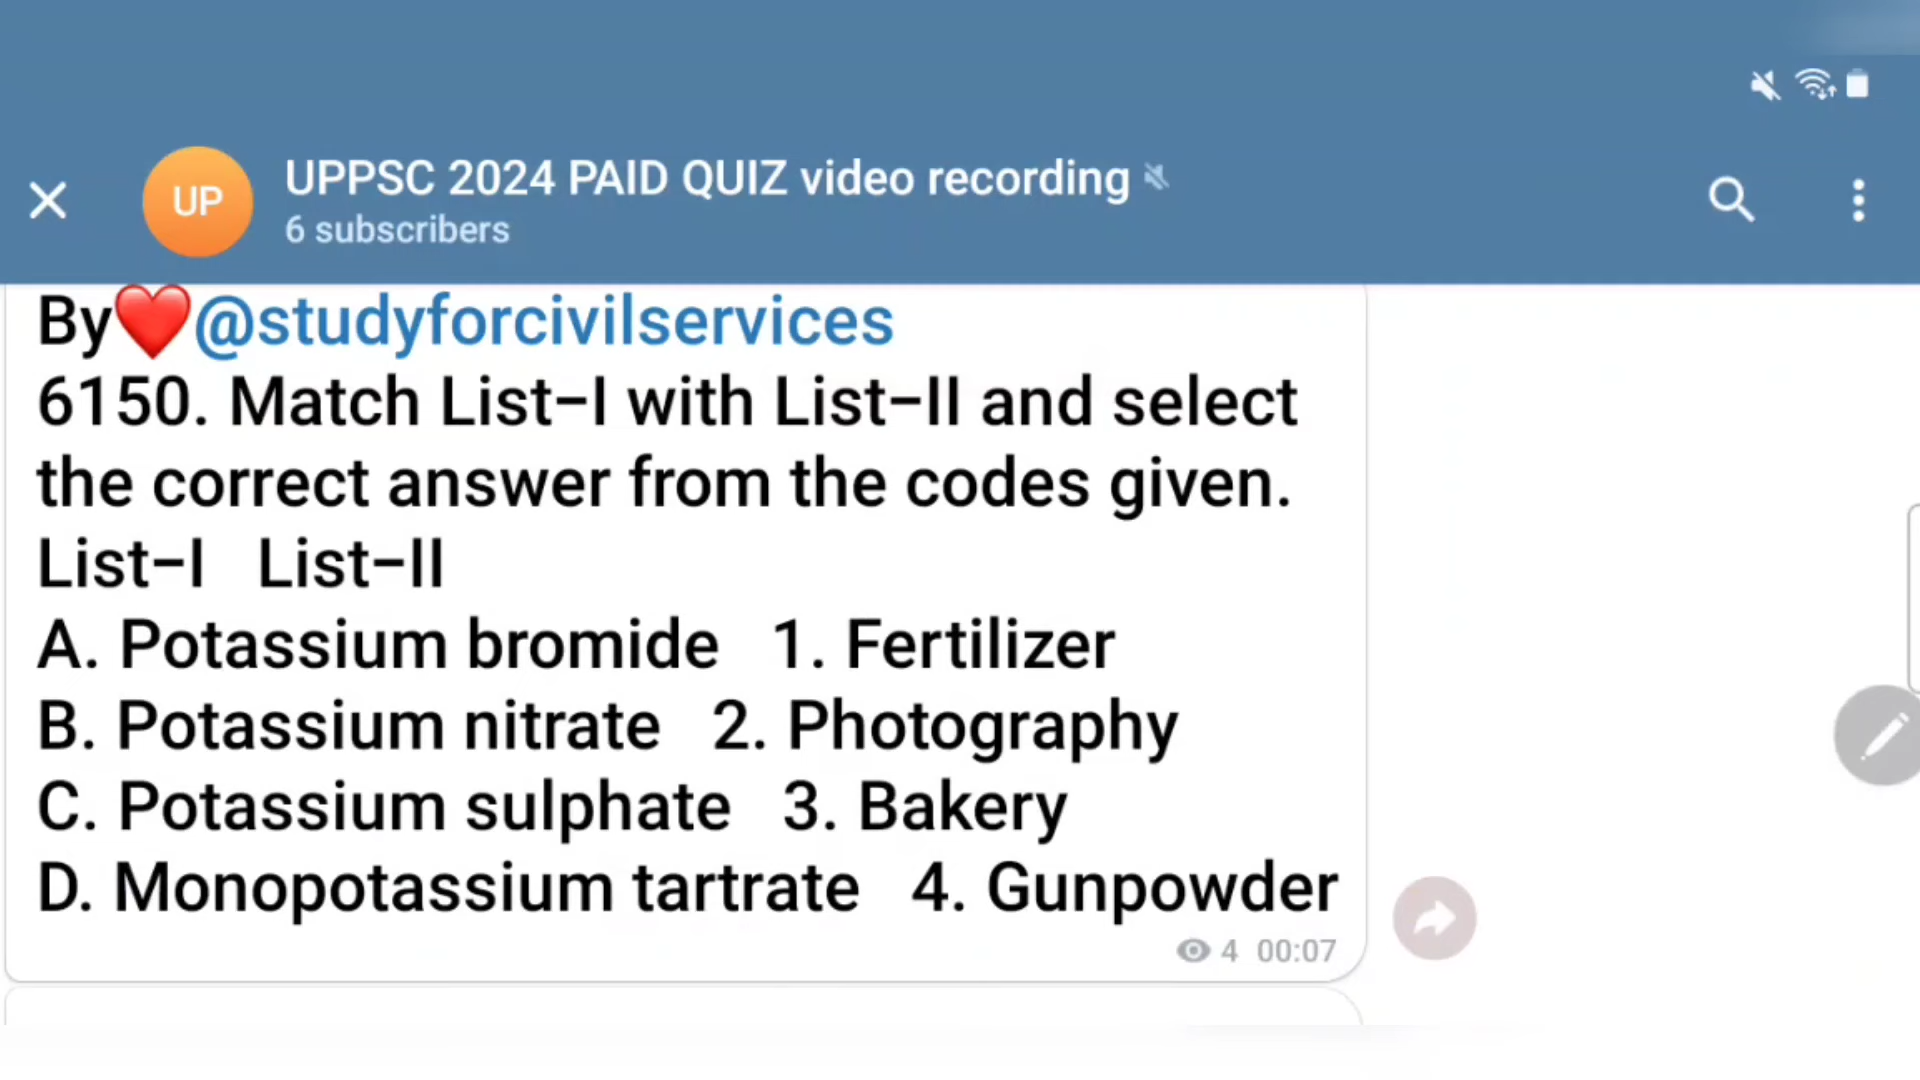 UP
UPPSC 2024 PAID QUIZ video recording
6 subscribers
By❤️@studyforcivilservices
6150. Match List–I with List–II and select
the correct answer from the codes given.
List–I   List–II
A. Potassium bromide   1. Fertilizer
B. Potassium nitrate   2. Photography
C. Potassium sulphate   3. Bakery
D. Monopotassium tartrate   4. Gunpowder
4 00:07